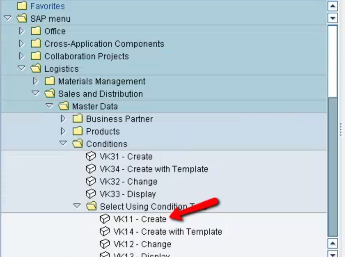 Favorites
SAP menu
Office
Cross-Application Components
Collaboration Projects
Logistics
Materials Management
Sales and Distribution
Master Data
Business Partner
Products
Conditions
VK31 - Create
VK34 - Create with Template
VK32 - Change
VK33 - Display
Select Using Condition
VK11 - Create
VK14 - Create with Template
VK12 - Change
VK13 - Display